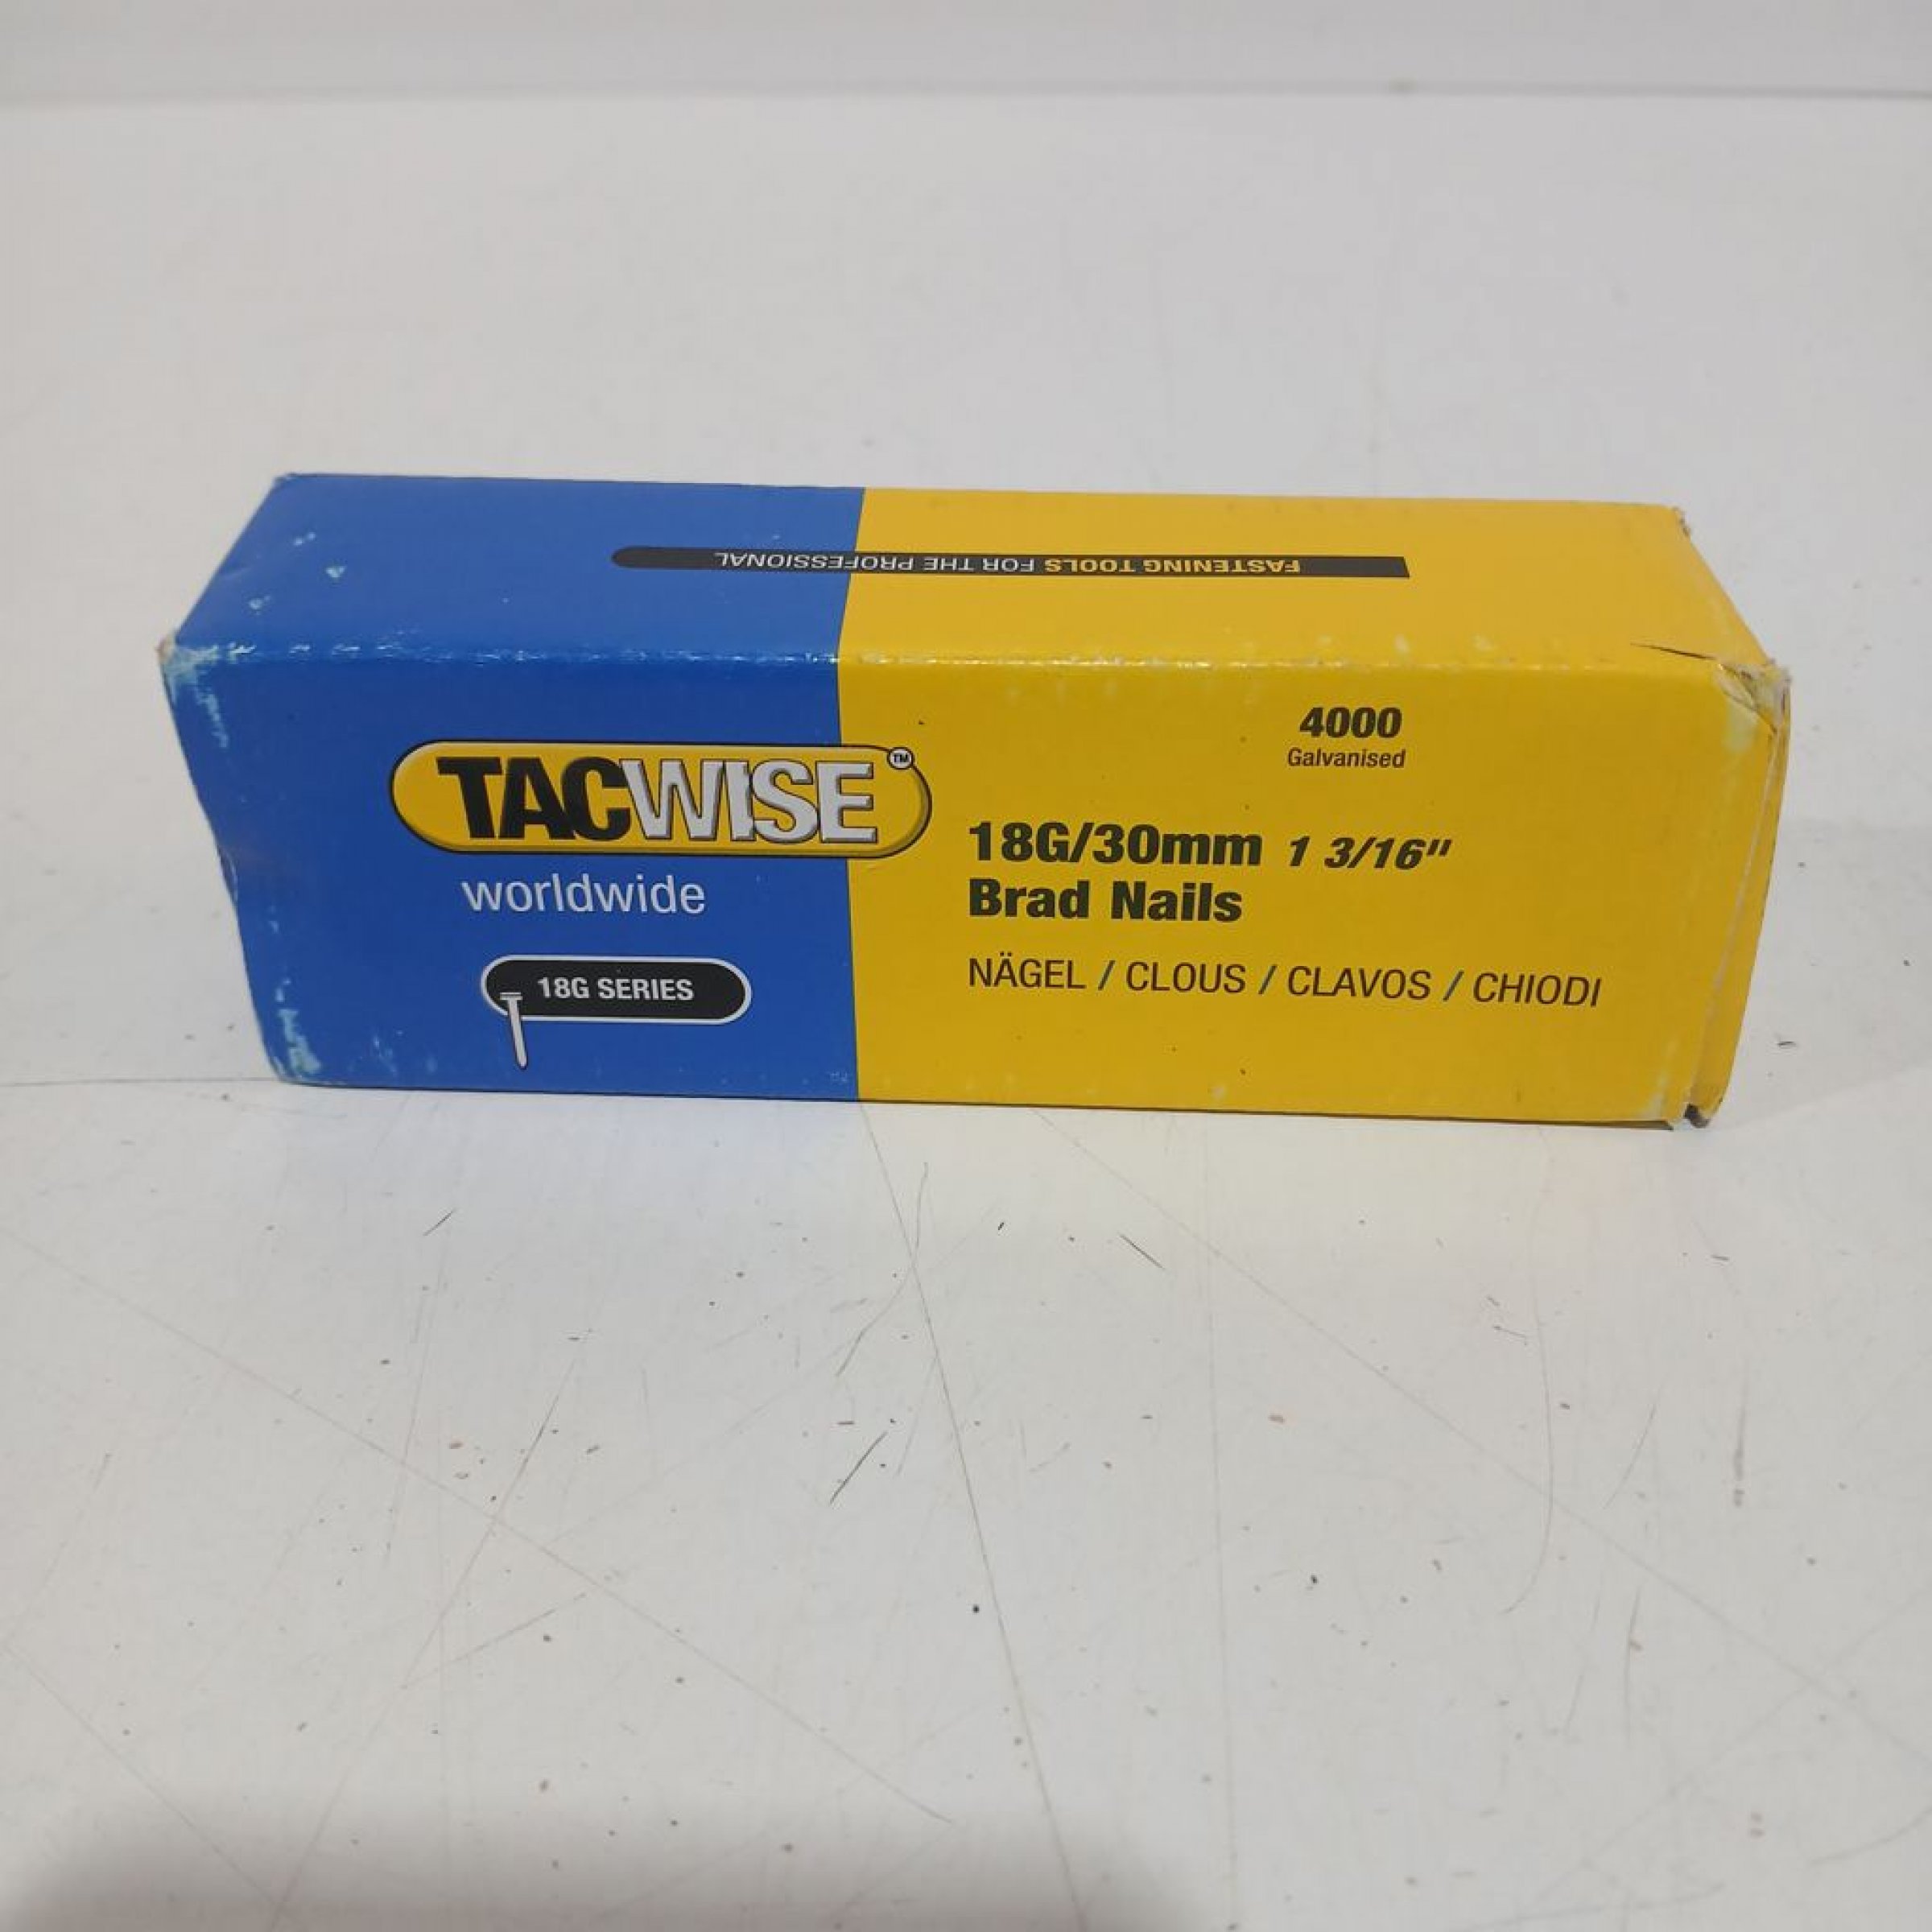 FASTENING TOOLS FOR THE PROFESSIONAL
TACWISE™
worldwide
18G SERIES
4000
Galvanised
18G/30mm 1 3/16"
Brad Nails
NÄGEL / CLOUS / CLAVOS / CHIODI